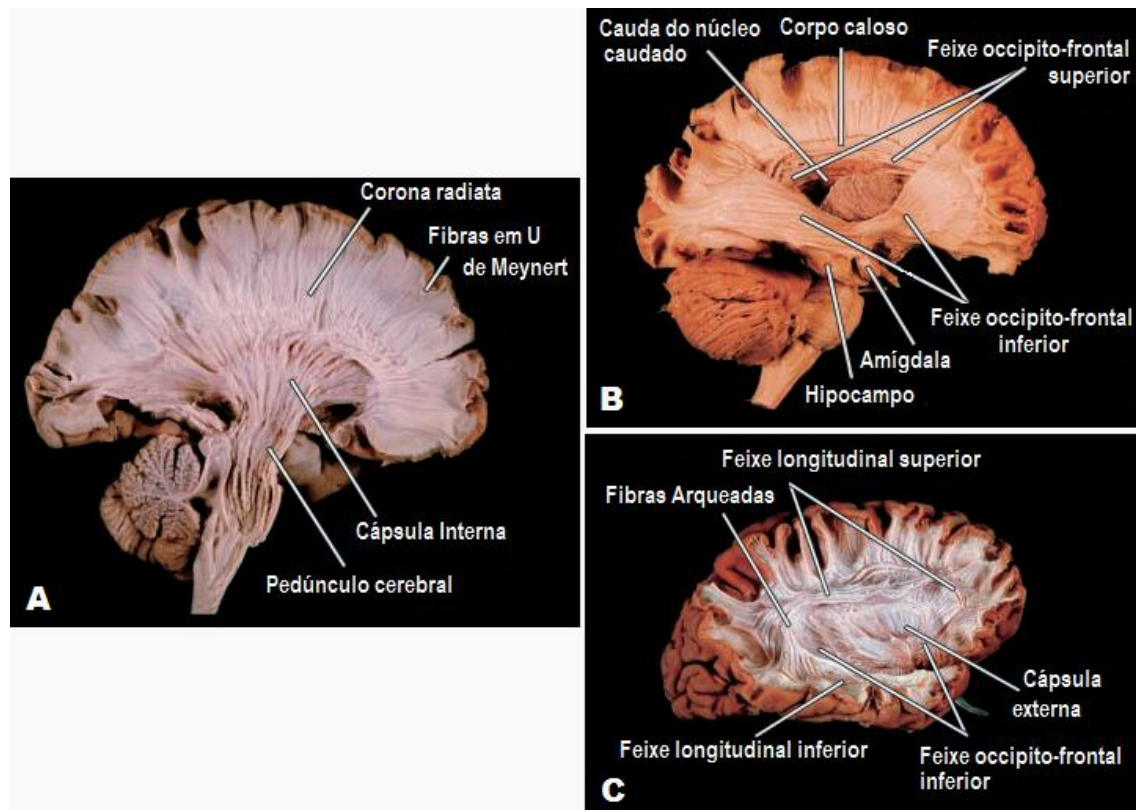 Corona radiata
Fibras em U
de Meynert
Cápsula Interna
Pedúnculo cerebral
A
Cauda do núcleo
caudado
Corpo caloso
Feixe occipito-frontal
superior
Feixe occipito-frontal
inferior
Amígdala
Hipocampo
B
Feixe longitudinal superior
Fibras Arqueadas
Cápsula
externa
Feixe longitudinal inferior
Feixe occipito-frontal
inferior
C